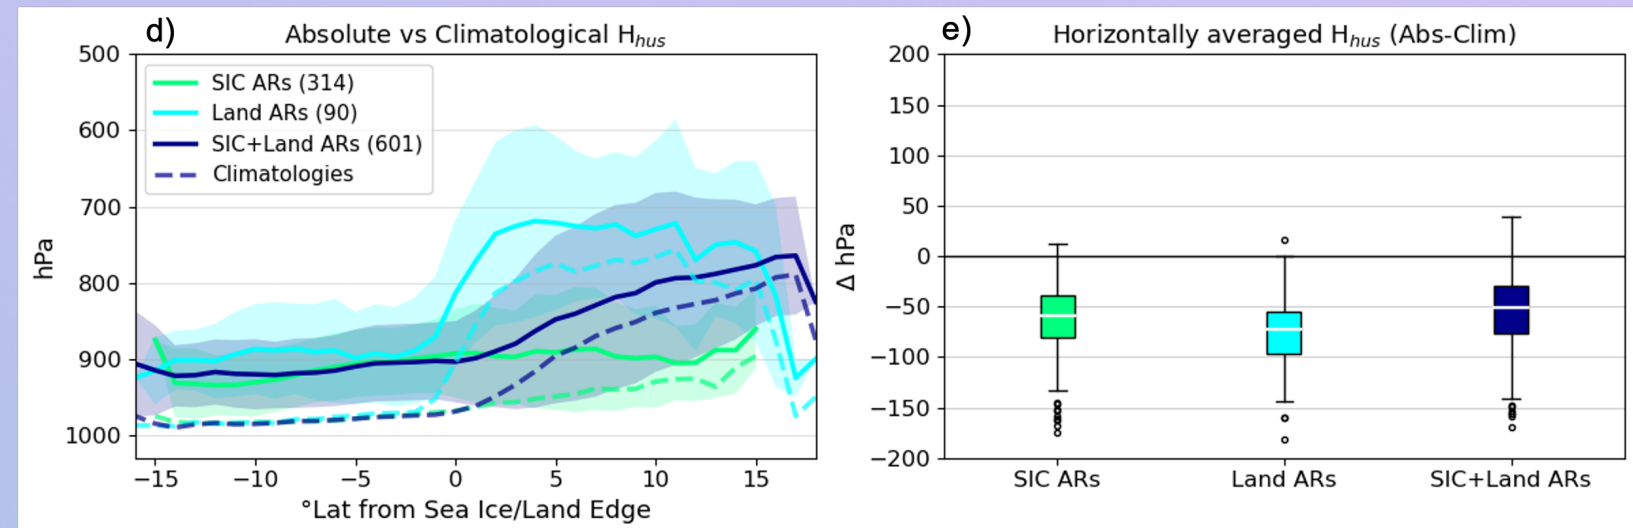 d)
Absolute vs Climatological H_hus
500
600
700
800
900
1000
hPa
SIC ARs (314)
Land ARs (90)
SIC+Land ARs (601)
Climatologies
−15
−10
−5
0
5
10
15
°Lat from Sea Ice/Land Edge
e)
Horizontally averaged H_hus (Abs-Clim)
200
150
100
50
0
−50
−100
−150
−200
Δ hPa
SIC ARs
Land ARs
SIC+Land ARs